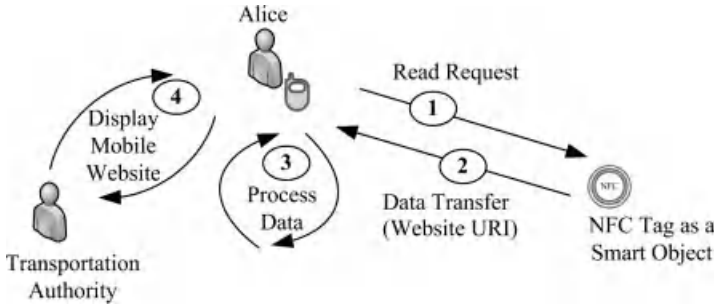 Alice
Read Request
1
4
Display
Mobile
Website
3
Process
Data
2
Data Transfer
(Website URI)
NFC
NFC Tag as a
Smart Object
Transportation
Authority